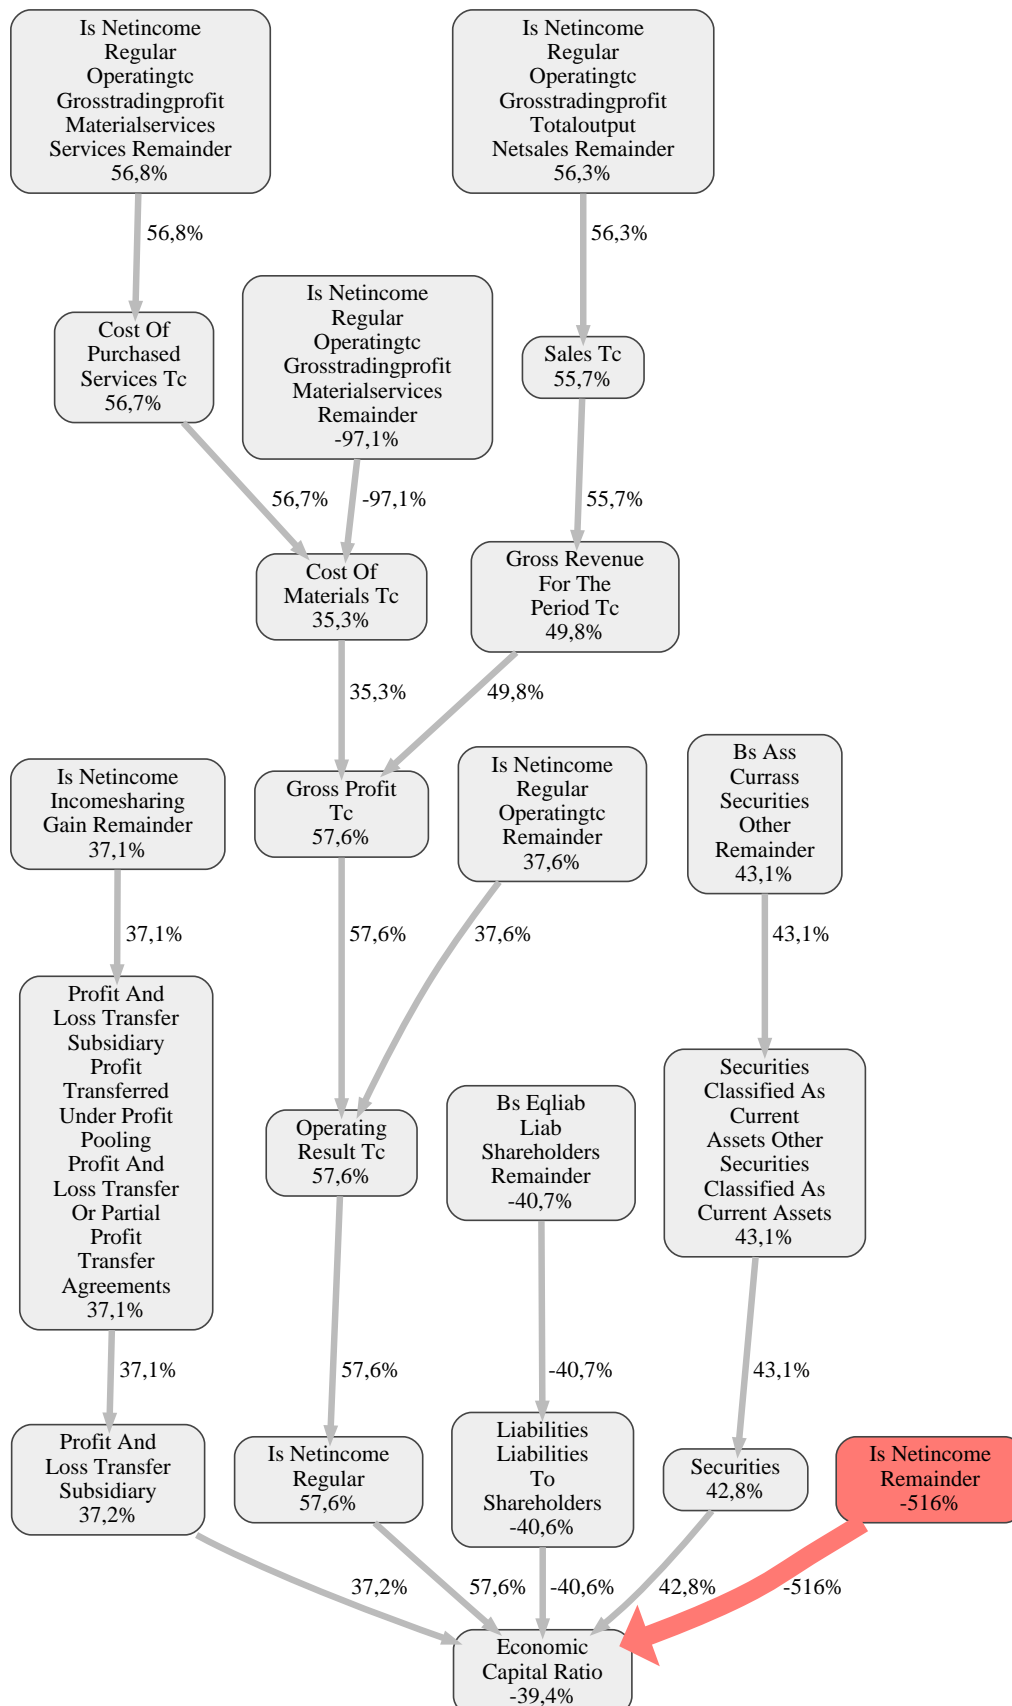 Is Netincome
Regular
Operatingtc
Grosstradingprofit
Materialservices
Services Remainder
56,8%
Is Netincome
Regular
Operatingtc
Grosstradingprofit
Totaloutput
Netsales Remainder
56,3%
56,8%
56,3%
Is Netincome
Regular
Operatingtc
Grosstradingprofit
Materialservices
Remainder
-97,1%
Cost Of
Purchased
Services Tc
56,7%
Sales Tc
55,7%
56,7%
-97,1%
55,7%
Cost Of
Materials Tc
35,3%
Gross Revenue
For The
Period Tc
49,8%
35,3%
49,8%
Is Netincome
Incomesharing
Gain Remainder
37,1%
Gross Profit
Tc
57,6%
Is Netincome
Regular
Operatingtc
Remainder
37,6%
Bs Ass
Currass
Securities
Other
Remainder
43,1%
37,1%
57,6%
37,6%
43,1%
Profit And
Loss Transfer
Subsidiary
Profit
Transferred
Under Profit
Pooling
Profit And
Loss Transfer
Or Partial
Profit
Transfer
Agreements
37,1%
Operating
Result Tc
57,6%
Bs Eqliab
Liab
Shareholders
Remainder
-40,7%
Securities
Classified As
Current
Assets Other
Securities
Classified As
Current Assets
43,1%
37,1%
57,6%
-40,7%
43,1%
Profit And
Loss Transfer
Subsidiary
37,2%
Is Netincome
Regular
57,6%
Liabilities
Liabilities
To
Shareholders
-40,6%
Securities
42,8%
Is Netincome
Remainder
-516%
37,2%
57,6%
-40,6%
42,8%
-516%
Economic
Capital Ratio
-39,4%